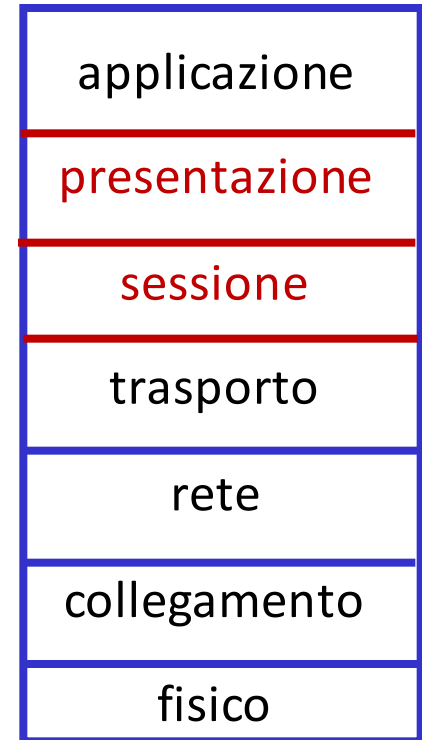 applicazione
presentazione
sessione
trasporto
rete
collegamento
fisico